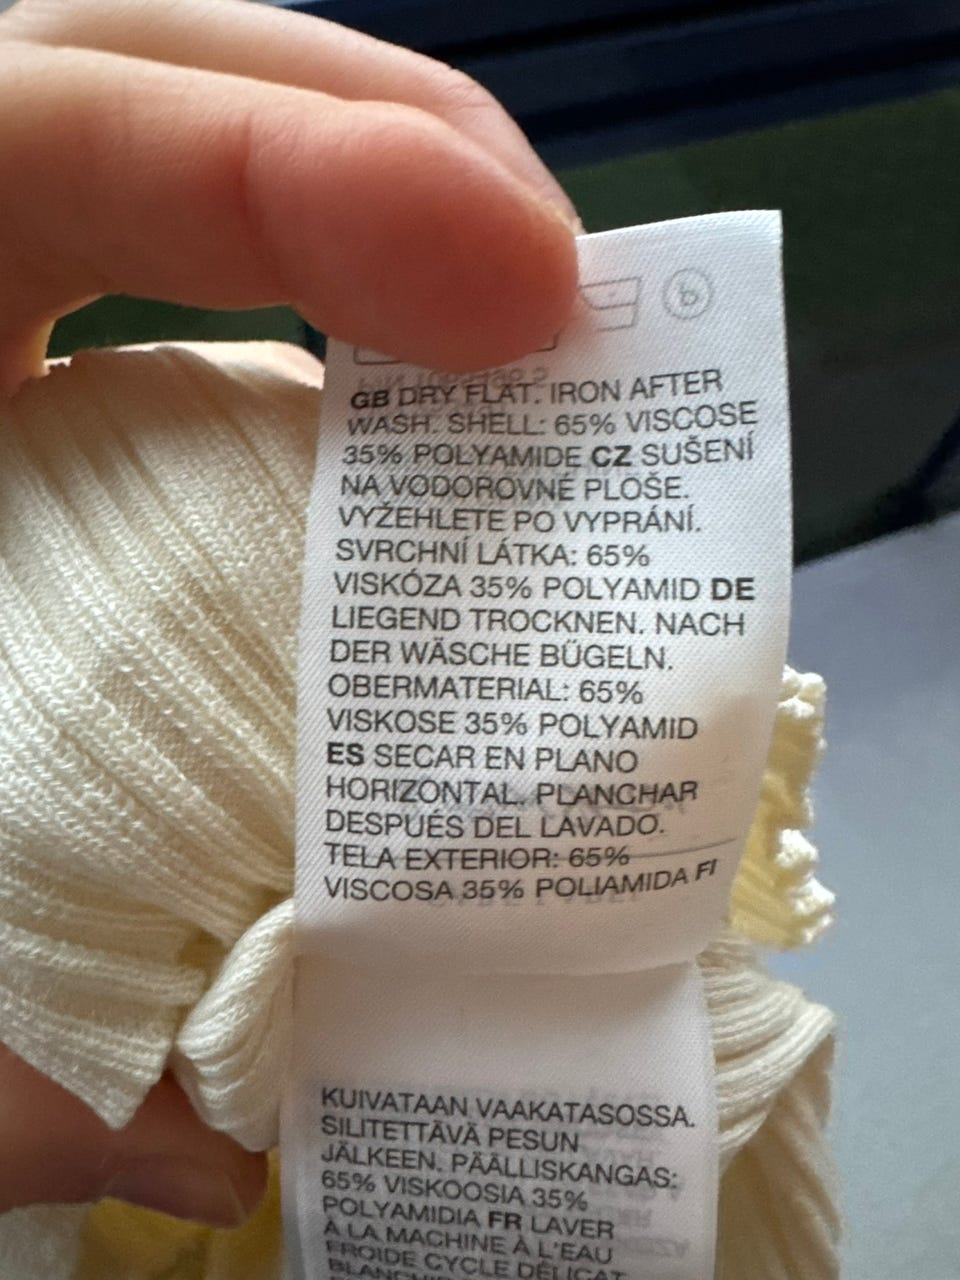 GB DRY FLAT. IRON AFTER
WASH. SHELL: 65% VISCOSE
35% POLYAMIDE CZ SUŠENÍ
NA VODOROVNÉ PLOŠE.
VYŽEHLETE PO VYPRÁNÍ.
SVRCHNÍ LÁTKA: 65%
VISKÓZA 35% POLYAMID DE
LIEGEND TROCKNEN. NACH
DER WÄSCHE BÜGELN.
OBERMATERIAL: 65%
VISKOSE 35% POLYAMID
ES SECAR EN PLANO
HORIZONTAL. PLANCHAR
DESPUÉS DEL LAVADO.
TELA EXTERIOR: 65%
VISCOSA 35% POLIAMIDA FI
KUIVATAAN VAAKATASOSSA.
SILITETTÄVÄ PESUN
JÄLKEEN. PÄÄLLISKANGAS:
65% VISKOOSIA 35%
POLYAMIDIA FR LAVER
À LA MACHINE À L'EAU
FROIDE CYCLE DÉLICAT